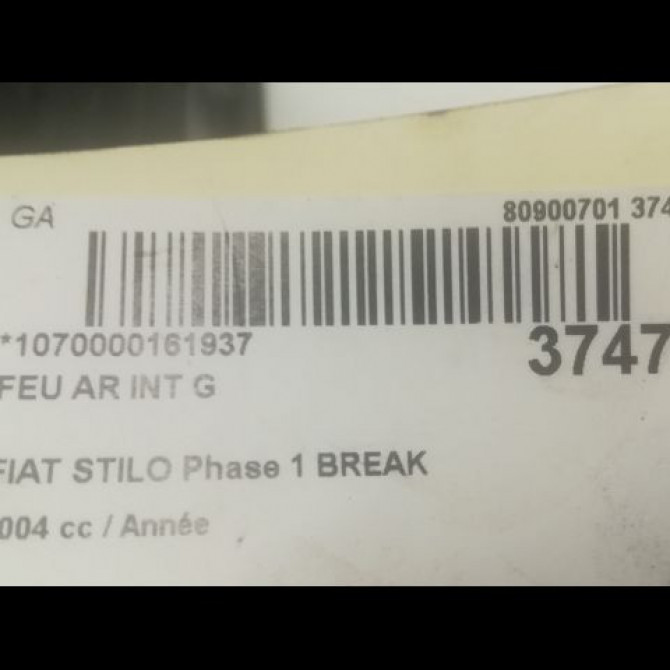 GA
80900701 374
*1070000161937
3747
FEU AR INT G
FIAT STILO Phase 1 BREAK
004 cc / Année